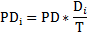 PDᵢ = PD * Dᵢ/T